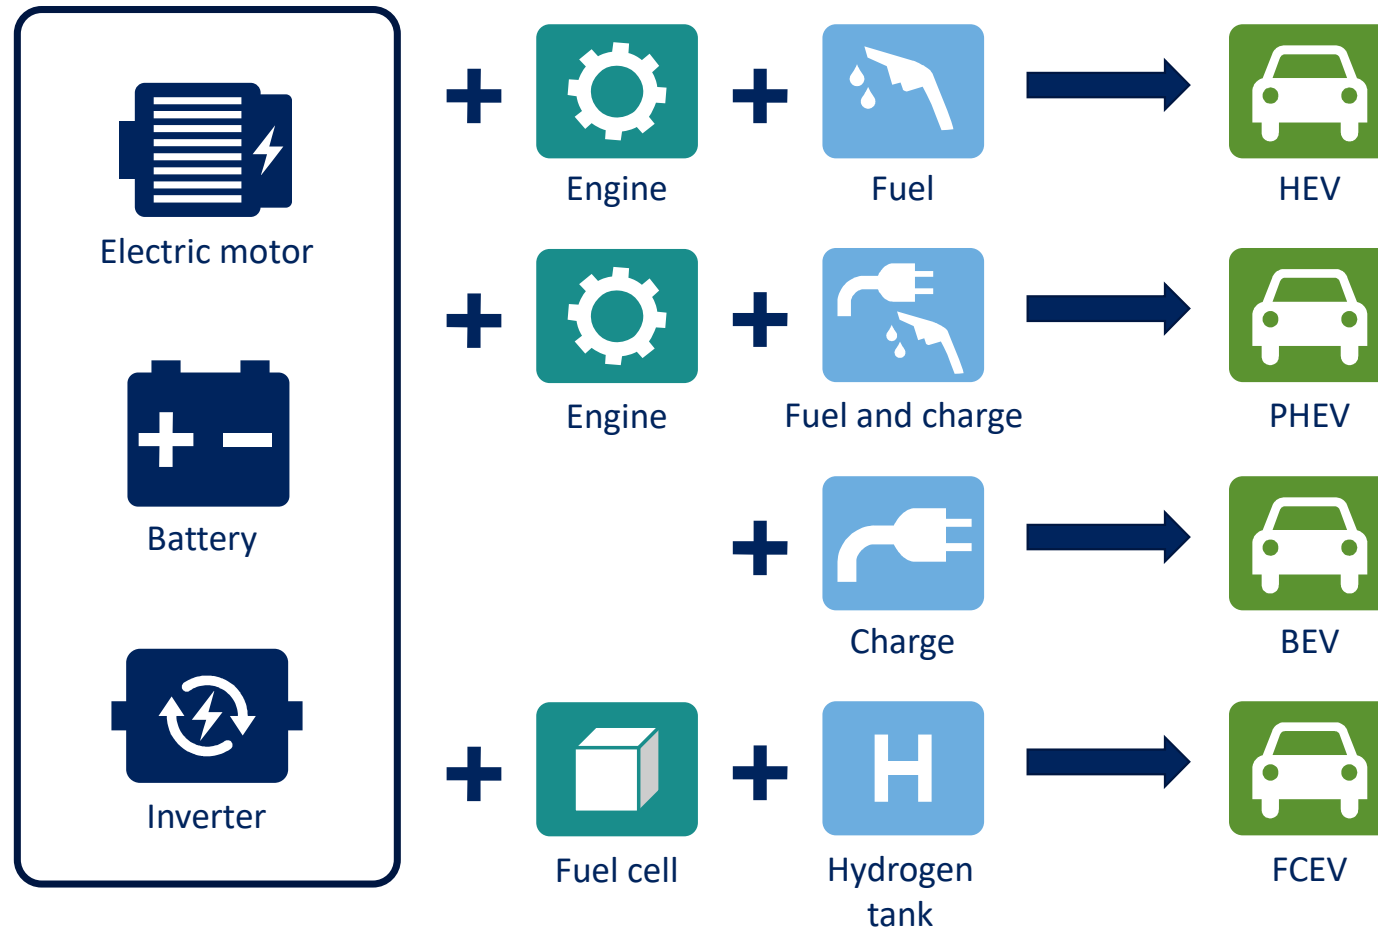 Electric motor
Battery
Inverter
Engine
Fuel
HEV
Engine
Fuel and charge
PHEV
Charge
BEV
Fuel cell
H
Hydrogen
tank
FCEV